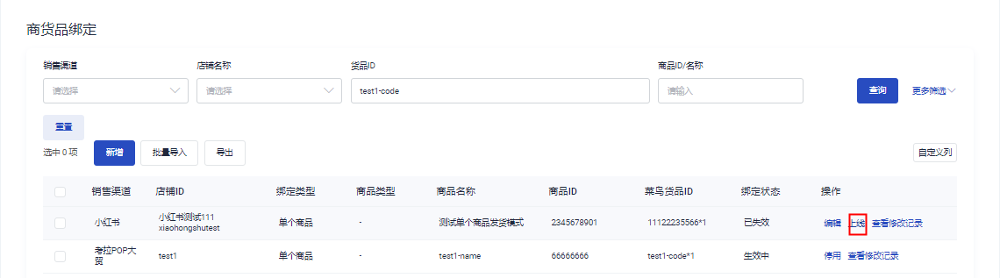 商货品绑定
销售渠道 店铺名称 货品ID 商品ID/名称
请选择 请选择 test1-code 请输入 查询 更多筛选
重置
选中 0 项 新增 批量导入 导出 自定义列
销售渠道 店铺ID 绑定类型 商品类型 商品名称 商品ID 菜鸟货品ID 绑定状态 操作
小红书 小红书测试111 单个商品 - 测试单个商品发货模式 2345678901 11122235566*1 已失效 编辑 上线 查看修改记录
xiaohongshutest
考拉POP大 test1 单个商品 - test1-name 66666666 test1-code*1 生效中 停用 查看修改记录
贸